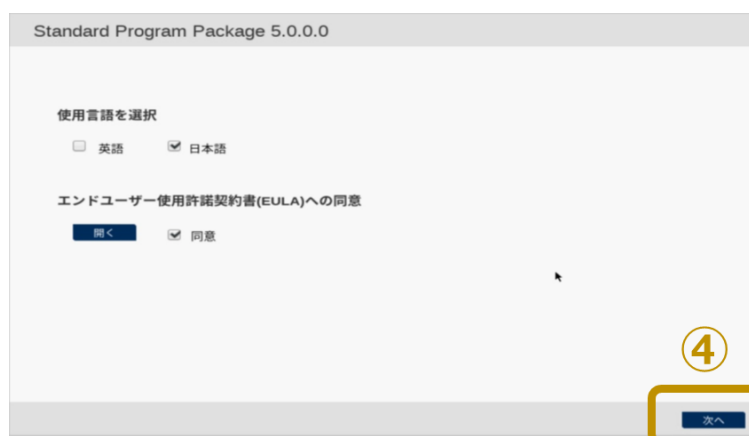 Standard Program Package 5.0.0.0
使用言語を選択
英語 日本語
エンドユーザー使用許諾契約書(EULA)への同意
開く 同意
④
次へ